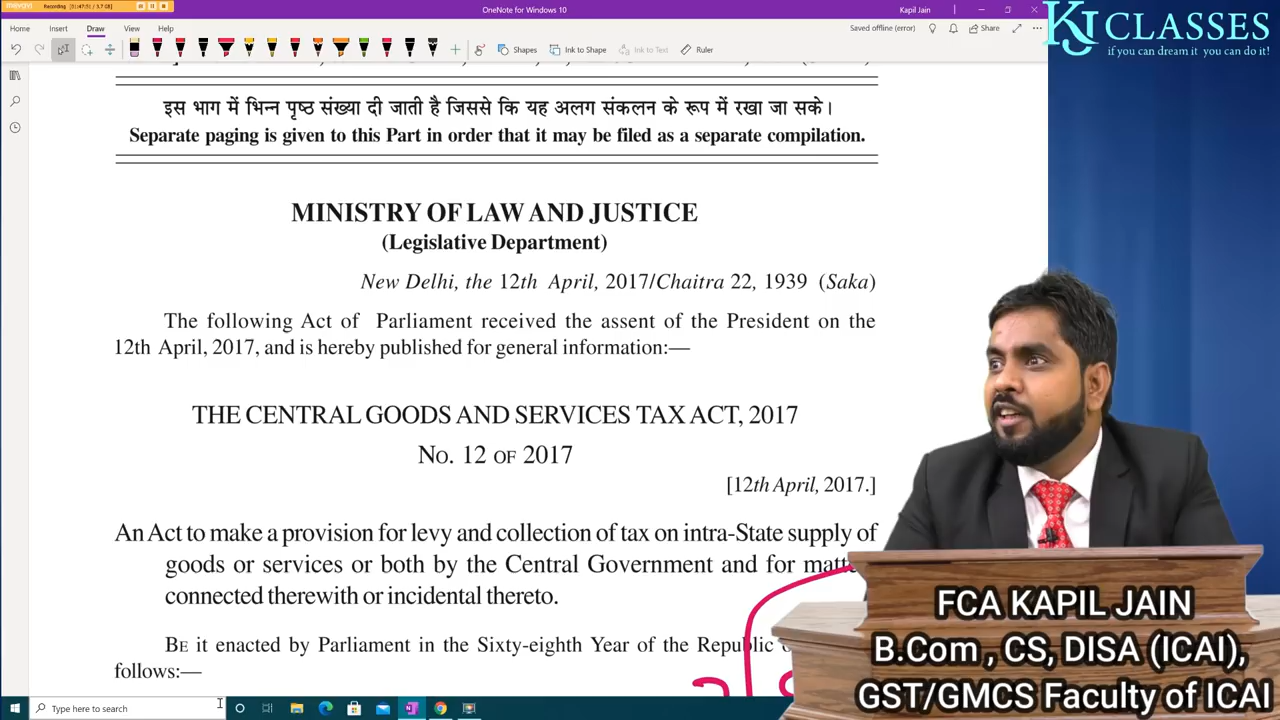 OneNote for Windows 10
Kapil Jain
Home Insert Draw View Help
Saved offline (error) Share
Shapes Ink to Shape Ink to Text Ruler
KJ CLASSES
if you can dream it you can do it!
इस भाग में भिन्न पृष्ठ संख्या दी जाती है जिससे कि यह अलग संकलन के रूप में रखा जा सके।
Separate paging is given to this Part in order that it may be filed as a separate compilation.
MINISTRY OF LAW AND JUSTICE
(Legislative Department)
New Delhi, the 12th April, 2017/Chaitra 22, 1939 (Saka)
The following Act of Parliament received the assent of the President on the
12th April, 2017, and is hereby published for general information:—
THE CENTRAL GOODS AND SERVICES TAX ACT, 2017
No. 12 OF 2017
[12th April, 2017.]
An Act to make a provision for levy and collection of tax on intra-State supply of
goods or services or both by the Central Government and for
connected therewith or incidental thereto.
BE it enacted by Parliament in the Sixty-eighth Year of the Republic
follows:—
FCA KAPIL JAIN
B.Com , CS, DISA (ICAI),
GST/GMCS Faculty of ICAI
Type here to search